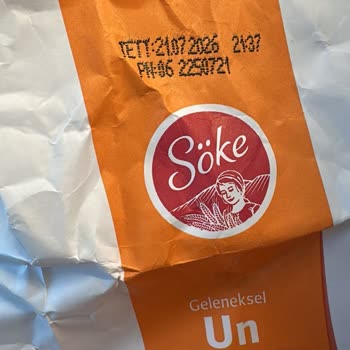 TETT:21.07.2026 21:37
PN:06 2250721
Söke
Geleneksel
Un